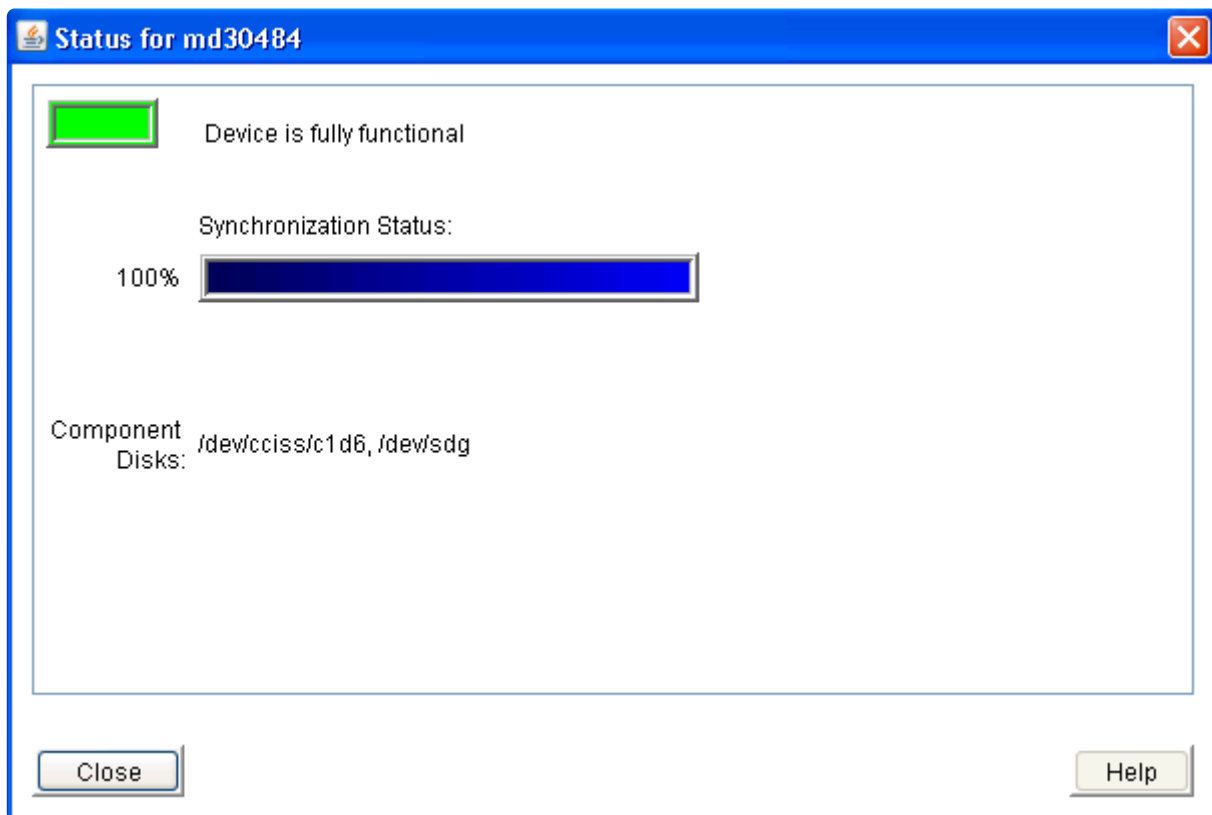 Status for md30484
Device is fully functional
Synchronization Status:
100%
Component
Disks:
/dev/cciss/c1d6, /dev/sdg
Close
Help